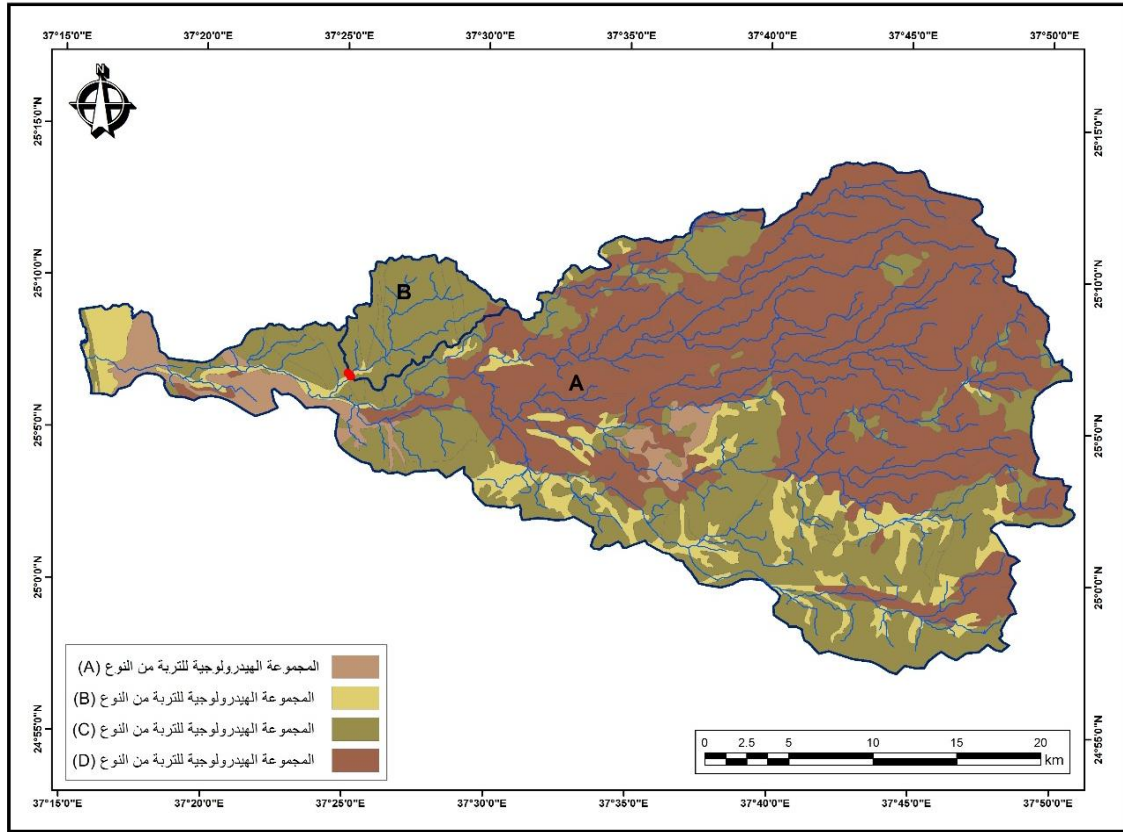 37°15'0"E 37°20'0"E 37°25'0"E 37°30'0"E 37°35'0"E 37°40'0"E 37°45'0"E 37°50'0"E
N
25°15'0"N 25°15'0"N
25°10'0"N 25°10'0"N
B
A
25°5'0"N 25°5'0"N
25°0'0"N 25°0'0"N
24°55'0"N 24°55'0"N
المجموعة الهيدرولوجية للتربة من النوع (A)
المجموعة الهيدرولوجية للتربة من النوع (B)
المجموعة الهيدرولوجية للتربة من النوع (C)
المجموعة الهيدرولوجية للتربة من النوع (D)
0 2.5 5 10 15 20
km
37°15'0"E 37°20'0"E 37°25'0"E 37°30'0"E 37°35'0"E 37°40'0"E 37°45'0"E 37°50'0"E